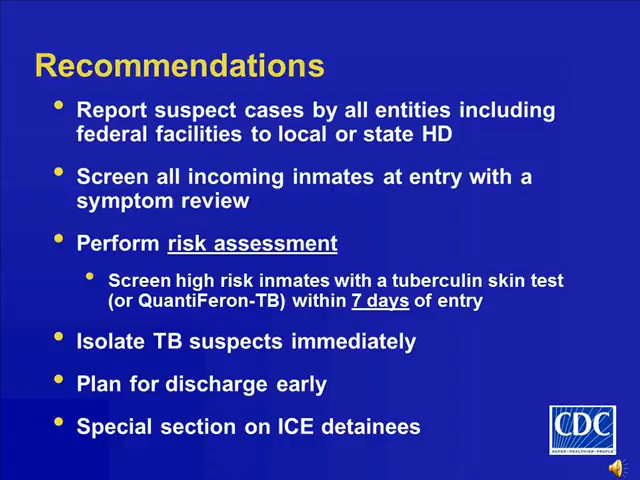 Recommendations
• Report suspect cases by all entities including
federal facilities to local or state HD
• Screen all incoming inmates at entry with a
symptom review
• Perform risk assessment
• Screen high risk inmates with a tuberculin skin test
(or QuantiFeron-TB) within 7 days of entry
• Isolate TB suspects immediately
• Plan for discharge early
• Special section on ICE detainees
CDC
SAFER • HEALTHIER • PEOPLE™